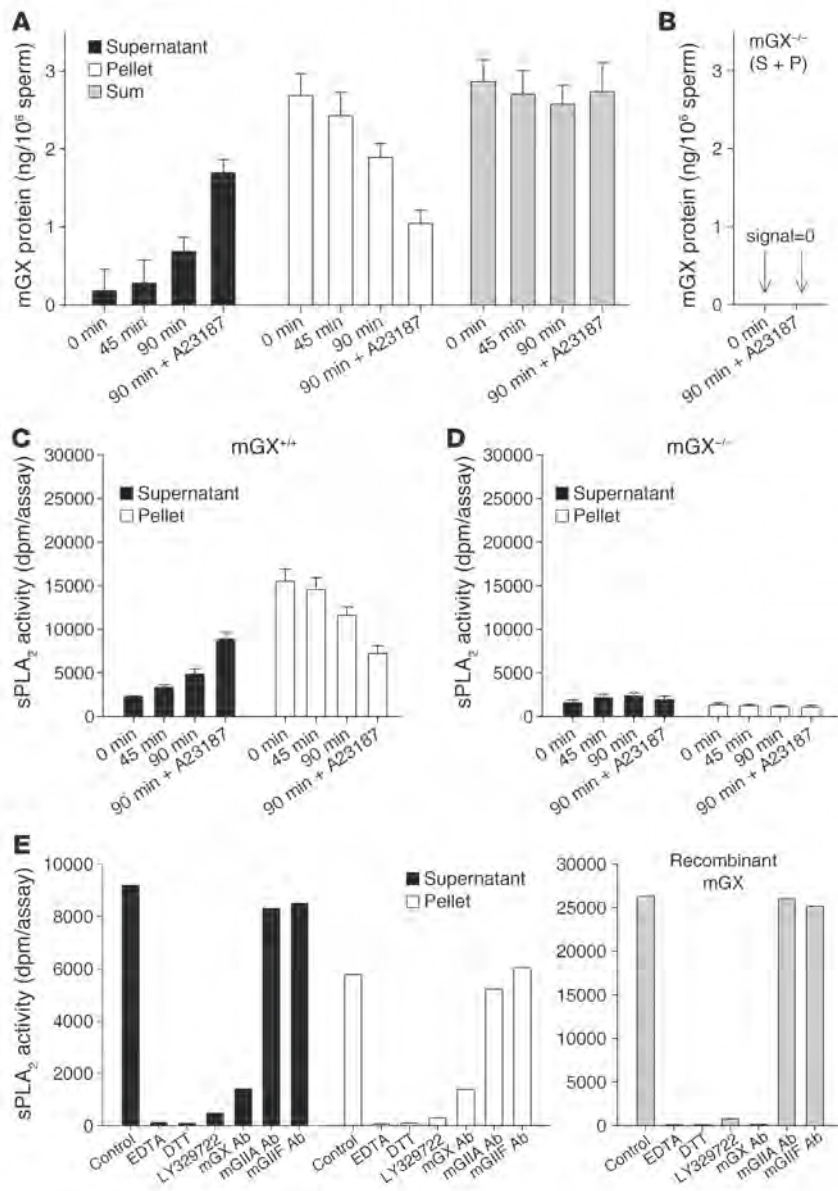 A
mGX protein (ng/10⁶ sperm)
3
2
1
0
Supernatant
Pellet
Sum
0 min
45 min
90 min
90 min + A23187
0 min
45 min
90 min
90 min + A23187
0 min
45 min
90 min
90 min + A23187
B
mGX protein (ng/10⁶ sperm)
3
2
1
0
mGX⁻/⁻
(S + P)
signal=0
0 min
90 min + A23187
C
mGX⁺/⁺
sPLA₂ activity (dpm/assay)
30000
25000
20000
15000
10000
5000
0
Supernatant
Pellet
0 min
45 min
90 min
90 min + A23187
0 min
45 min
90 min
90 min + A23187
D
mGX⁻/⁻
sPLA₂ activity (dpm/assay)
30000
25000
20000
15000
10000
5000
0
Supernatant
Pellet
0 min
45 min
90 min
90 min + A23187
0 min
45 min
90 min
90 min + A23187
E
sPLA₂ activity (dpm/assay)
10000
8000
6000
4000
2000
0
Supernatant
Pellet
Control
EDTA
DTT
LY329722
mGX Ab
mGIIA Ab
mGIIF Ab
Control
EDTA
DTT
LY329722
mGX Ab
mGIIA Ab
mGIIF Ab
30000
25000
20000
15000
10000
5000
0
Recombinant
mGX
Control
EDTA
DTT
LY329722
mGX Ab
mGIIA Ab
mGIIF Ab